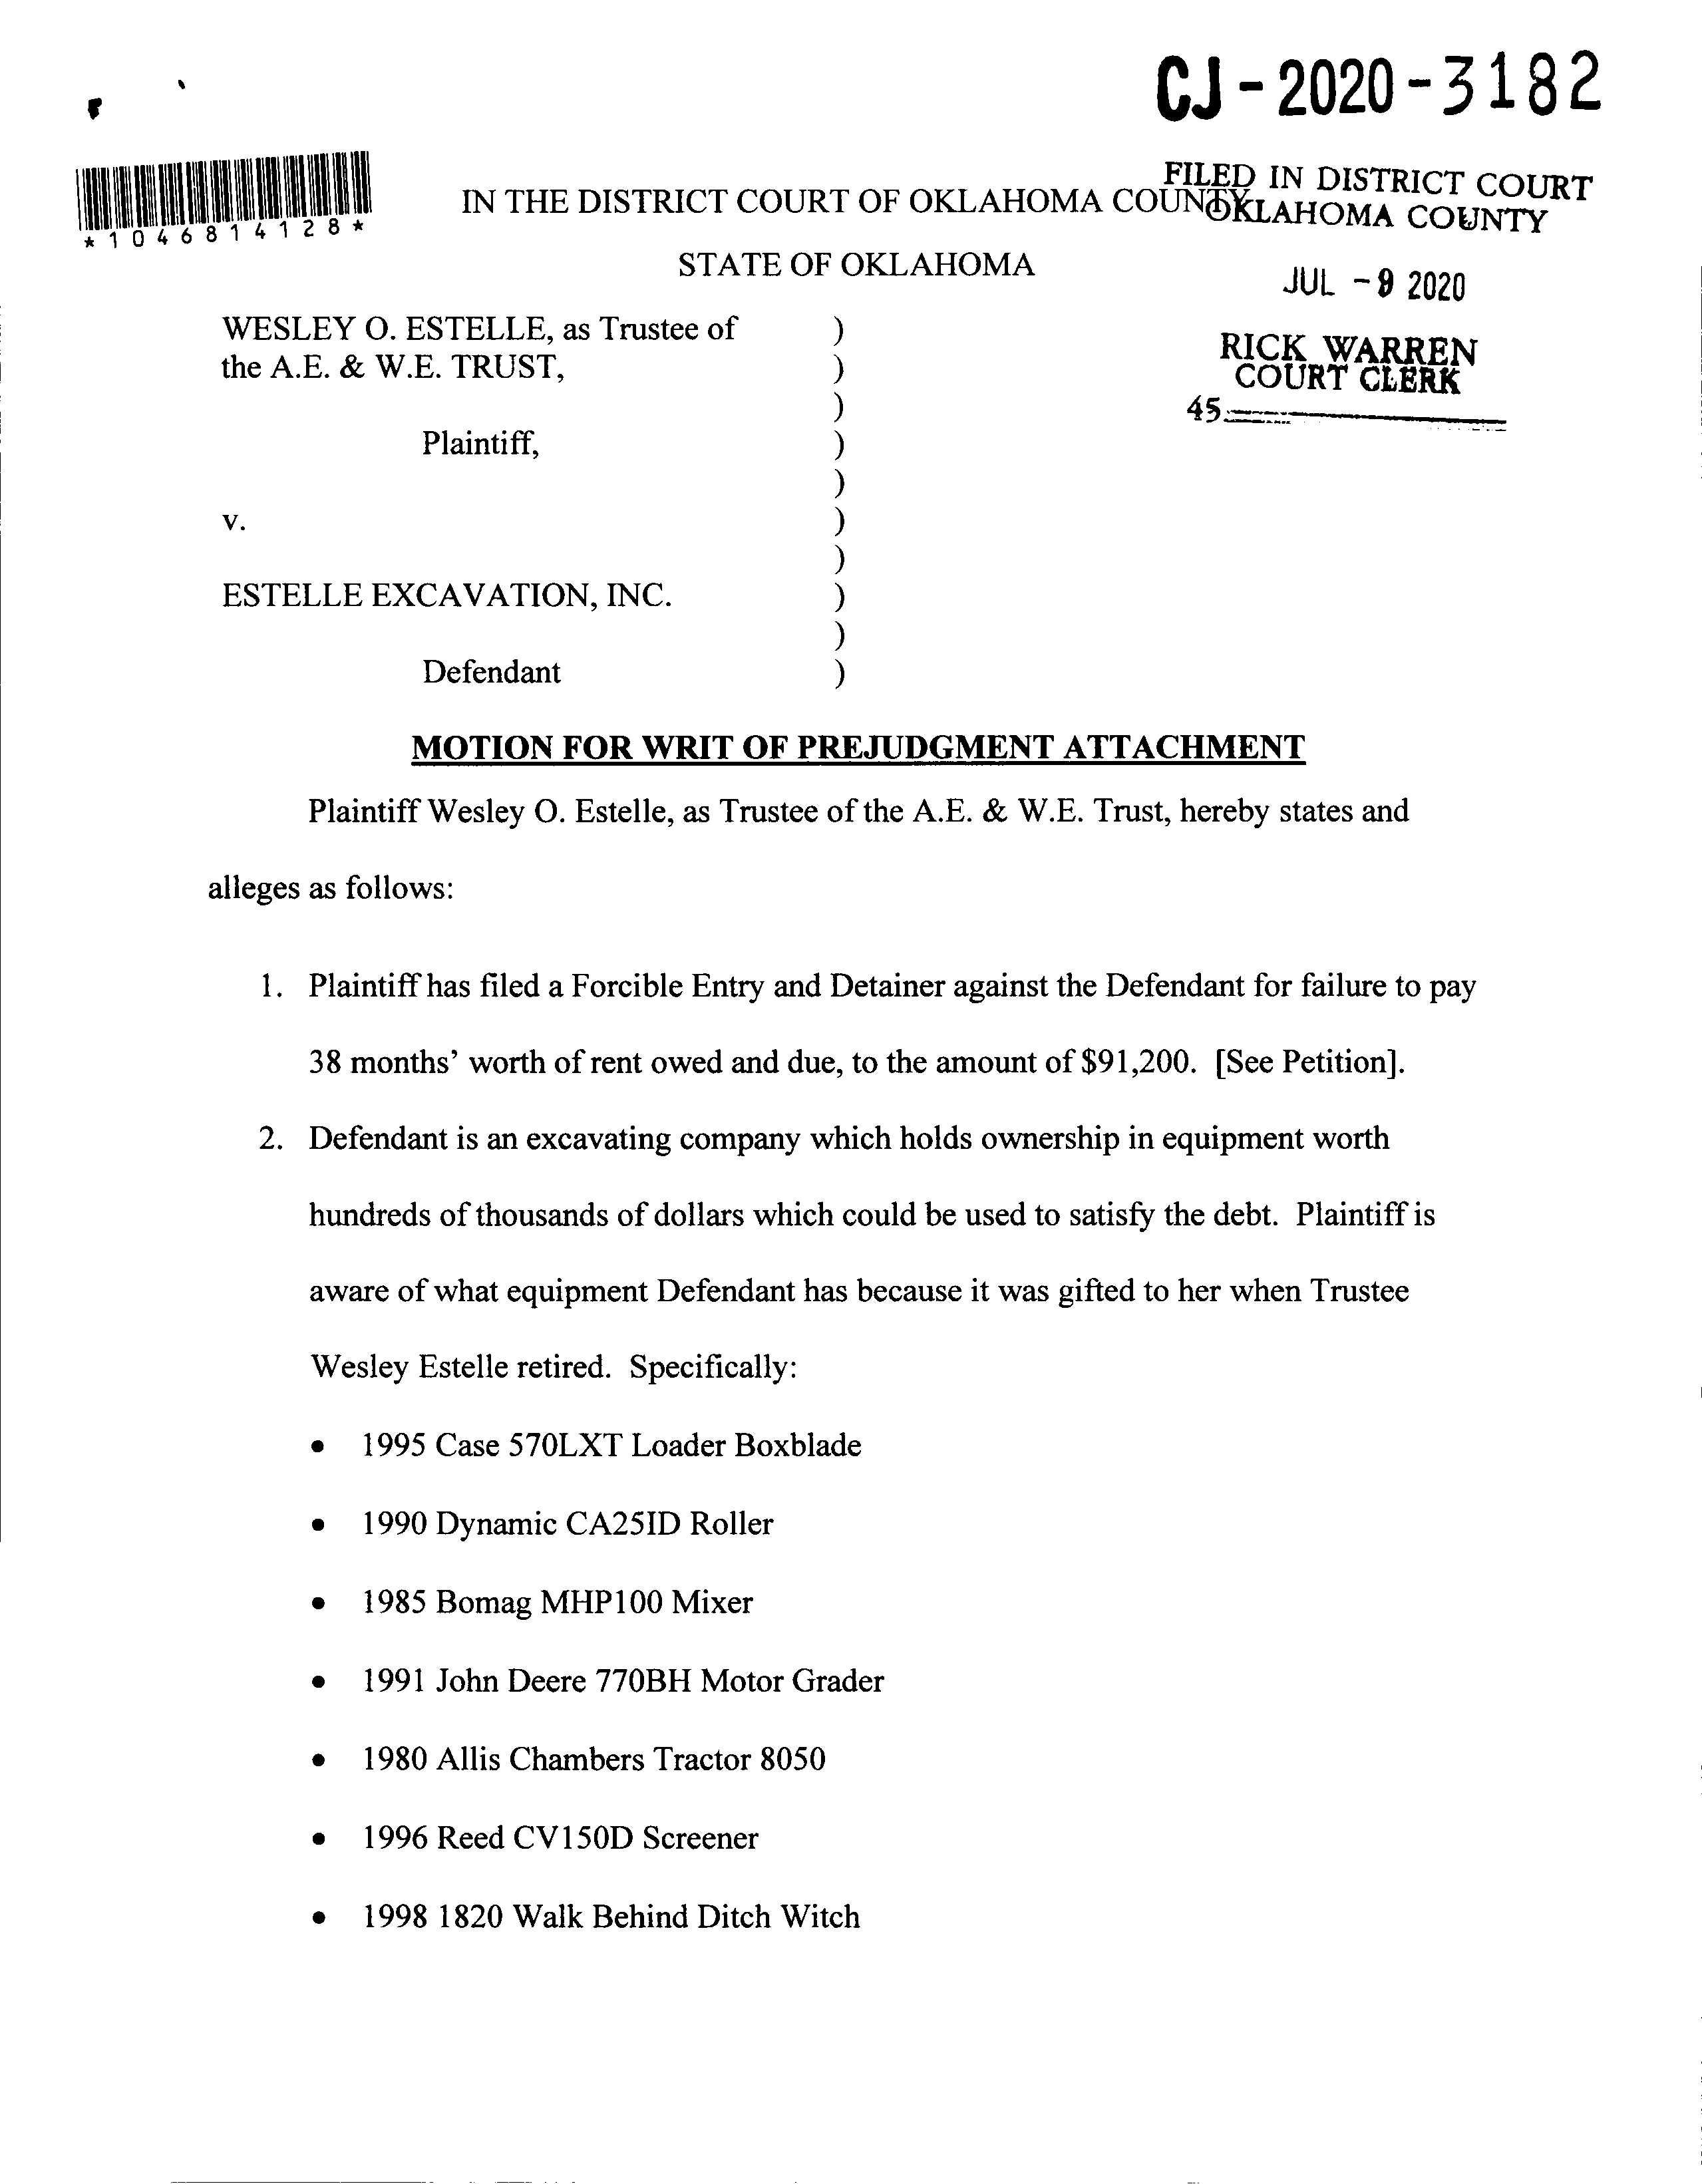 CJ-2020-3182
*1046814128*
FILED IN DISTRICT COURT
OKLAHOMA COUNTY
IN THE DISTRICT COURT OF OKLAHOMA COUNTY
STATE OF OKLAHOMA
JUL -9 2020
RICK WARREN
COURT CLERK
45
WESLEY O. ESTELLE, as Trustee of )
the A.E. & W.E. TRUST, )
)
Plaintiff, )
)
v. )
)
ESTELLE EXCAVATION, INC. )
)
Defendant )
MOTION FOR WRIT OF PREJUDGMENT ATTACHMENT
Plaintiff Wesley O. Estelle, as Trustee of the A.E. & W.E. Trust, hereby states and
alleges as follows:
1. Plaintiff has filed a Forcible Entry and Detainer against the Defendant for failure to pay
38 months’ worth of rent owed and due, to the amount of $91,200. [See Petition].
2. Defendant is an excavating company which holds ownership in equipment worth
hundreds of thousands of dollars which could be used to satisfy the debt. Plaintiff is
aware of what equipment Defendant has because it was gifted to her when Trustee
Wesley Estelle retired. Specifically:
• 1995 Case 570LXT Loader Boxblade
• 1990 Dynamic CA25ID Roller
• 1985 Bomag MHP100 Mixer
• 1991 John Deere 770BH Motor Grader
• 1980 Allis Chambers Tractor 8050
• 1996 Reed CV150D Screener
• 1998 1820 Walk Behind Ditch Witch